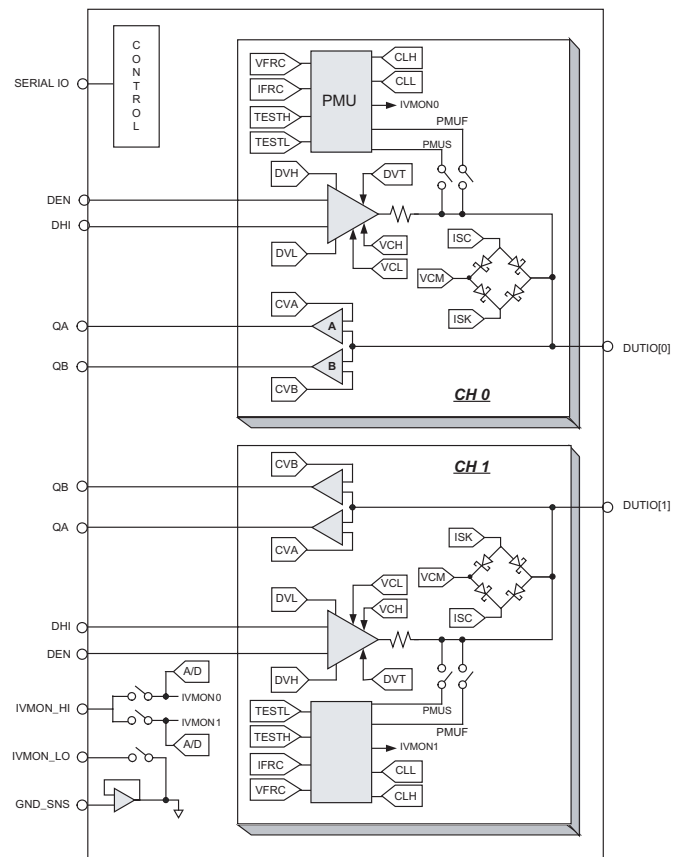 CONTROL
SERIAL IO
VFRC
IFRC
TESTH
TESTL
PMU
CLH
CLL
IVMON0
PMUF
PMUS
DVH
DVT
DEN
DHI
DVL
VCH
VCL
ISC
VCM
ISK
CVA
QA
A
QB
B
CVB
DUTIO[0]
CH 0
CVB
CH 1
QB
QA
DUTIO[1]
CVA
ISK
VCM
ISC
DVL
VCL
VCH
DHI
DEN
DVH
DVT
A/D
IVMON0
IVMON_HI
IVMON1
A/D
IVMON_LO
GND_SNS
TESTL
TESTH
IFRC
VFRC
PMUS
PMUF
IVMON1
CLL
CLH